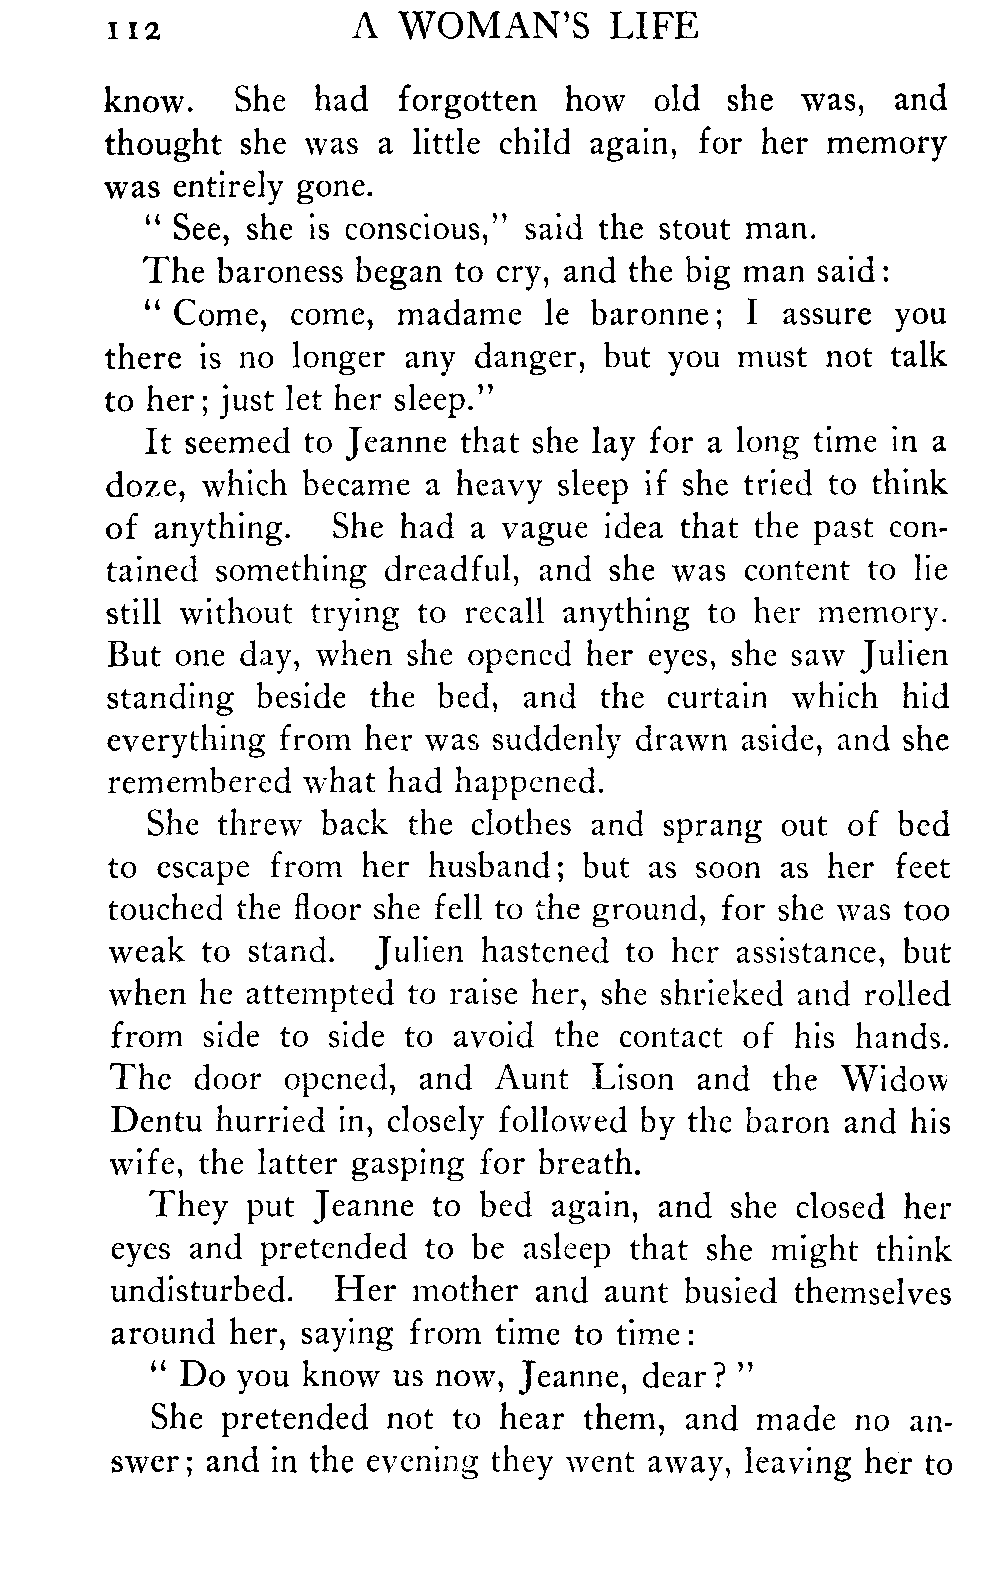 112 A WOMAN'S LIFE
know. She had forgotten how old she was, and
thought she was a little child again, for her memory
was entirely gone.
" See, she is conscious," said the stout man.
The baroness began to cry, and the big man said:
" Come, come, madame le baronne; I assure you
there is no longer any danger, but you must not talk
to her; just let her sleep."
It seemed to Jeanne that she lay for a long time in a
doze, which became a heavy sleep if she tried to think
of anything. She had a vague idea that the past con-
tained something dreadful, and she was content to lie
still without trying to recall anything to her memory.
But one day, when she opened her eyes, she saw Julien
standing beside the bed, and the curtain which hid
everything from her was suddenly drawn aside, and she
remembered what had happened.
She threw back the clothes and sprang out of bed
to escape from her husband; but as soon as her feet
touched the floor she fell to the ground, for she was too
weak to stand. Julien hastened to her assistance, but
when he attempted to raise her, she shrieked and rolled
from side to side to avoid the contact of his hands.
The door opened, and Aunt Lison and the Widow
Dentu hurried in, closely followed by the baron and his
wife, the latter gasping for breath.
They put Jeanne to bed again, and she closed her
eyes and pretended to be asleep that she might think
undisturbed. Her mother and aunt busied themselves
around her, saying from time to time:
" Do you know us now, Jeanne, dear? "
She pretended not to hear them, and made no an-
swer; and in the evening they went away, leaving her to